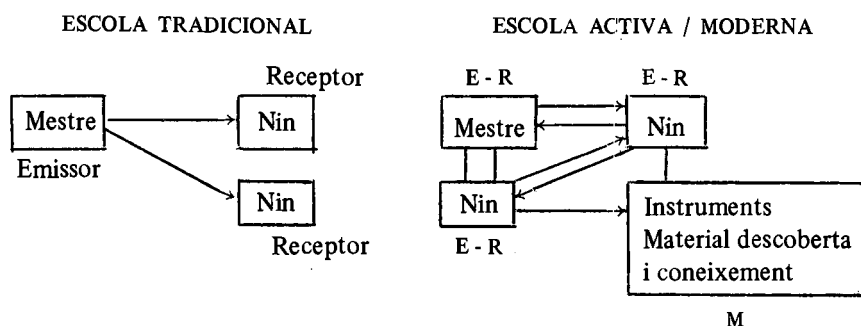 ESCOLA TRADICIONAL
Receptor
Mestre
Nin
Emissor
Nin
Receptor
ESCOLA ACTIVA / MODERNA
E - R
E - R
Mestre
Nin
Nin
E - R
Instruments
Material descoberta
i coneixement
M